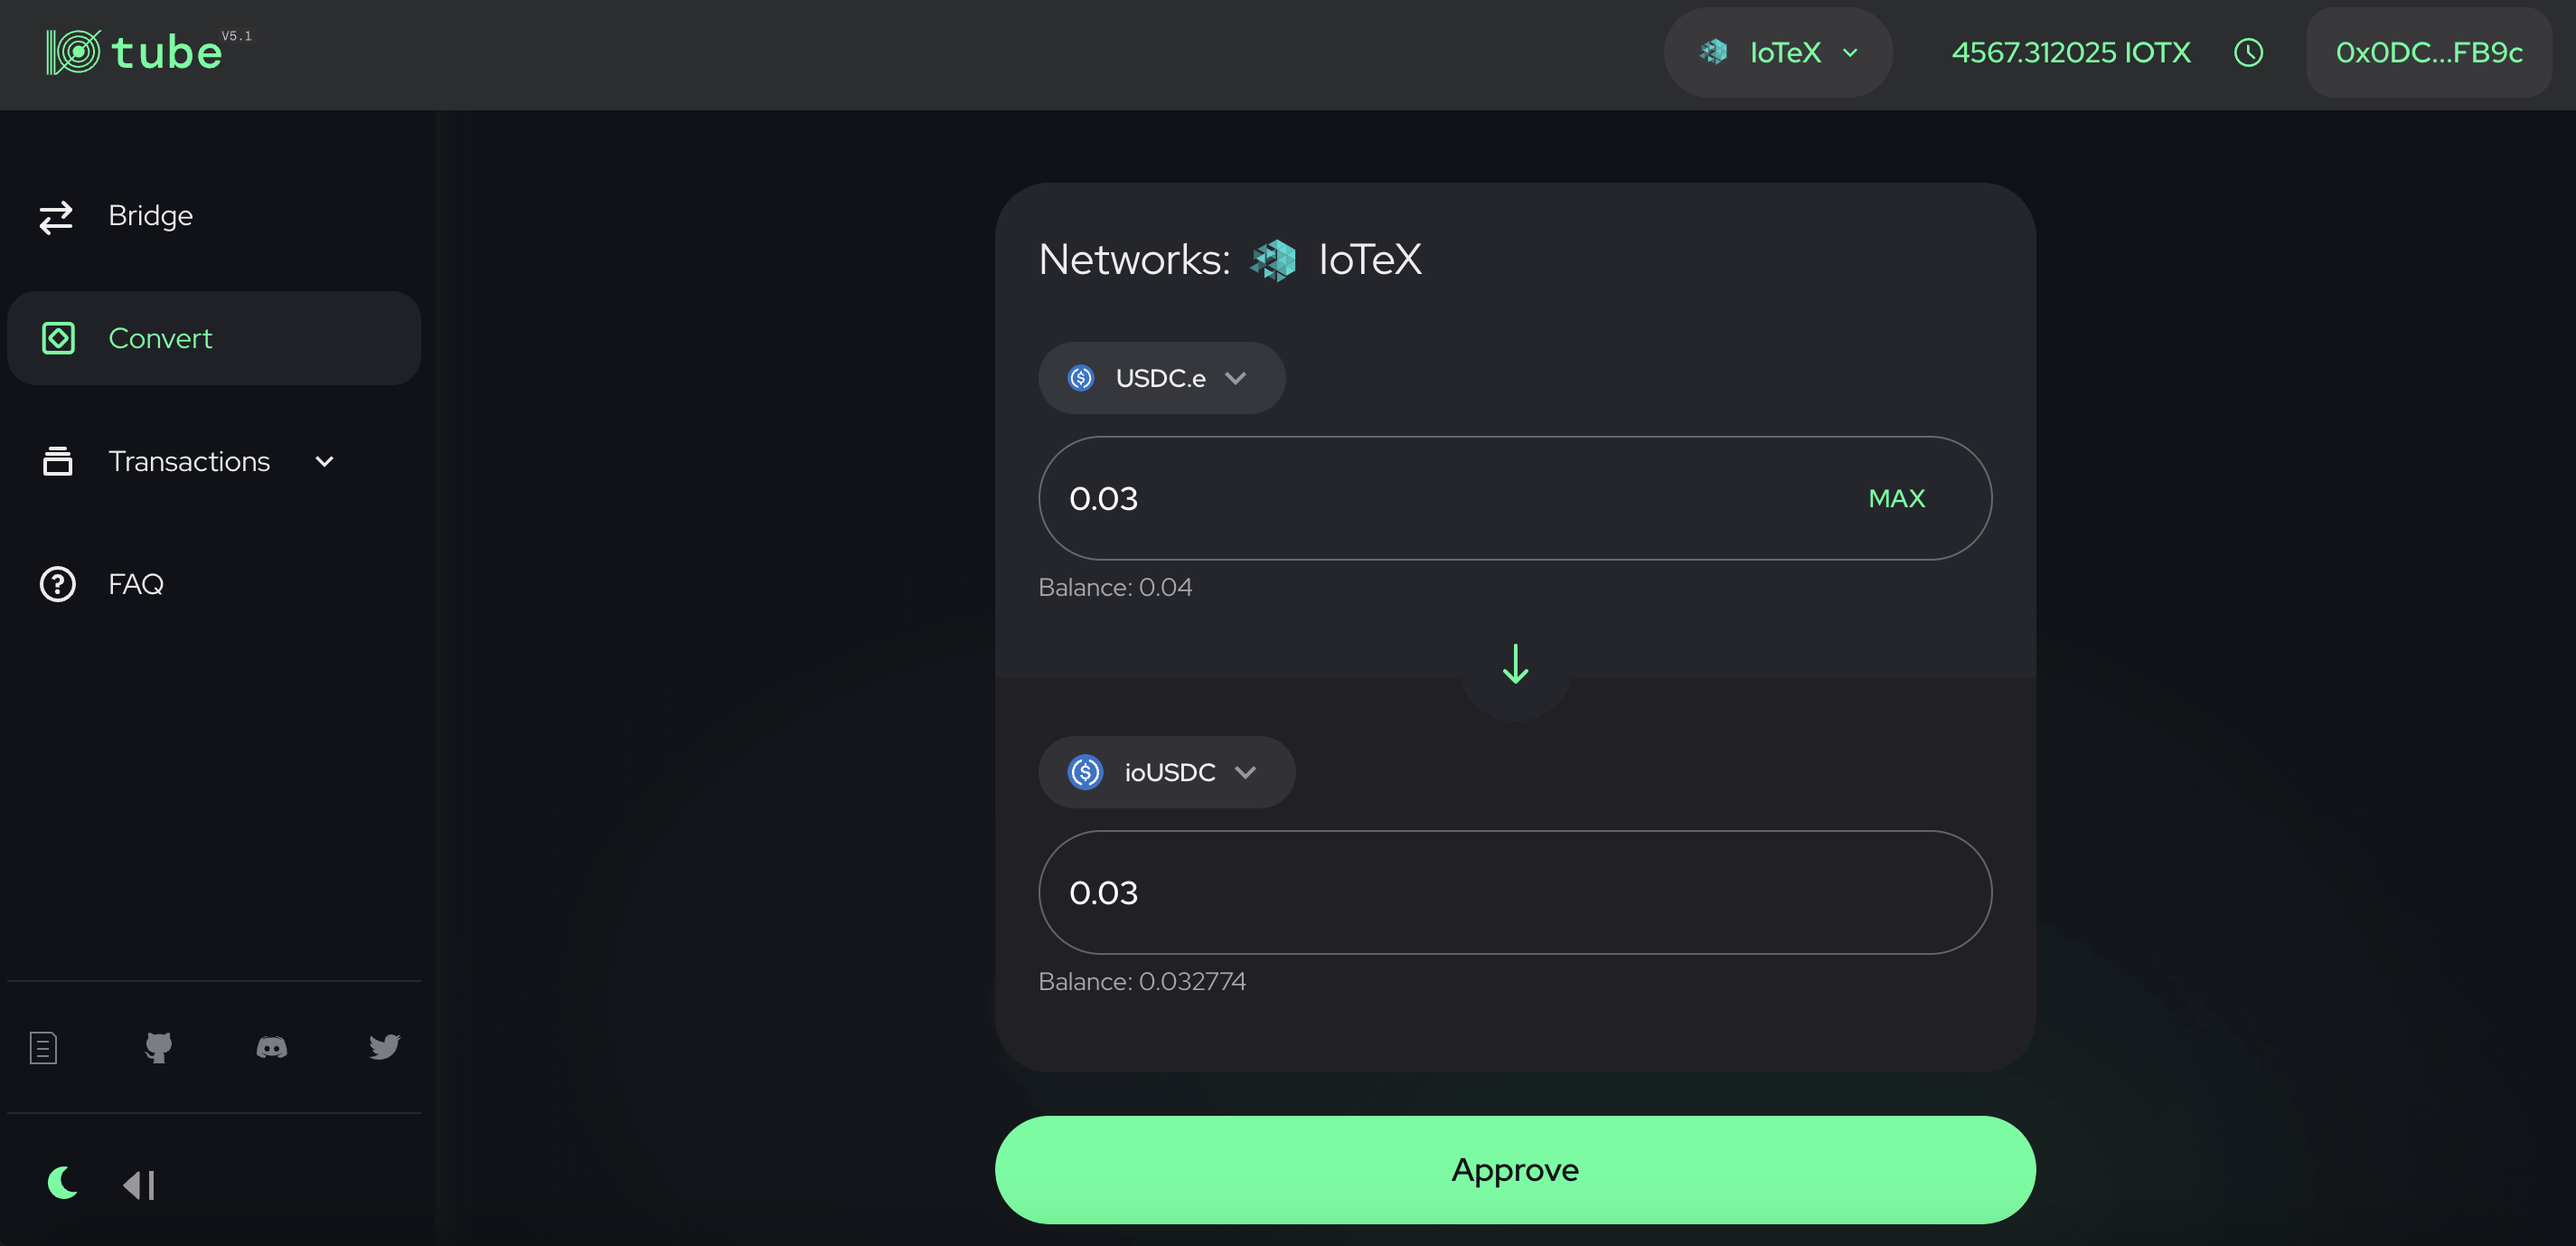 tube V5.1
IoTeX
4567.312025 IOTX
0x0DC...FB9c
Bridge
Convert
Transactions
FAQ
Networks: IoTeX
USDC.e
0.03 MAX
Balance: 0.04
ioUSDC
0.03
Balance: 0.032774
Approve